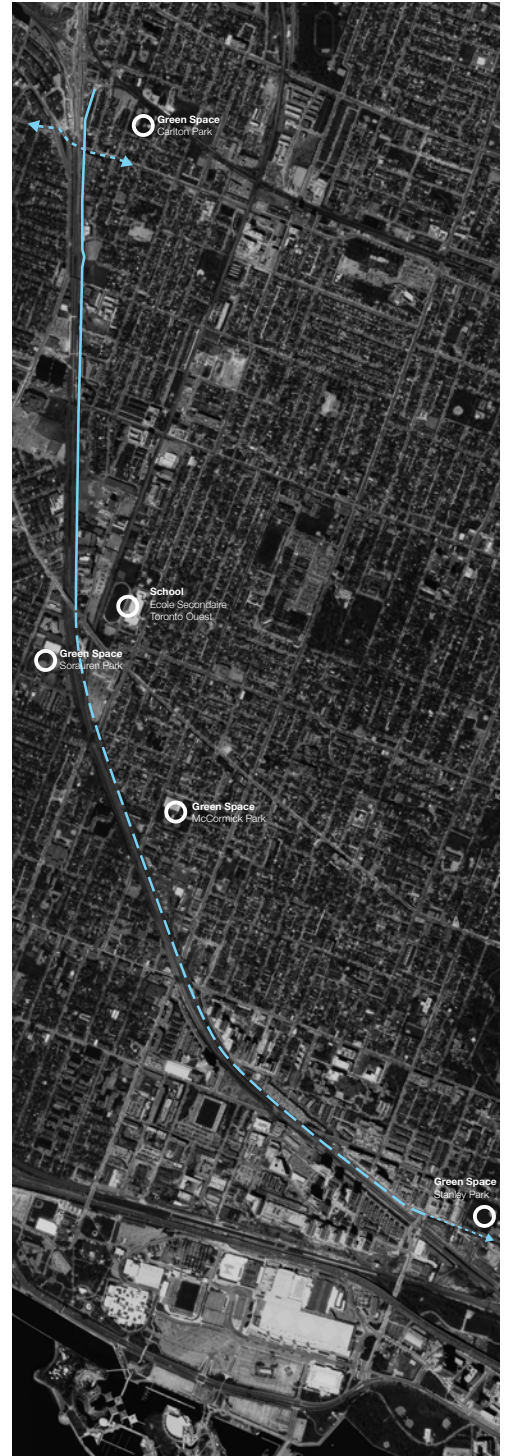 Green Space
Carlton Park
School
Ecole Secondaire
Toronto Ouest
Green Space
Sorauren Park
Green Space
McCormick Park
Green Space
Stanley Park